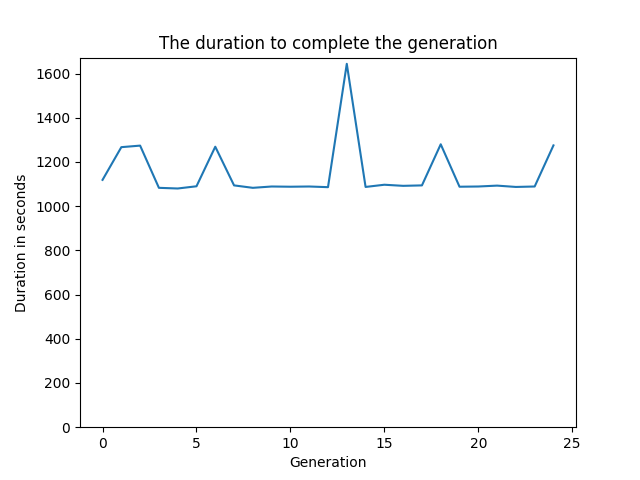 The duration to complete the generation
1600
1400
1200
1000
800
600
400
200
0
Duration in seconds
0 5 10 15 20 25
Generation